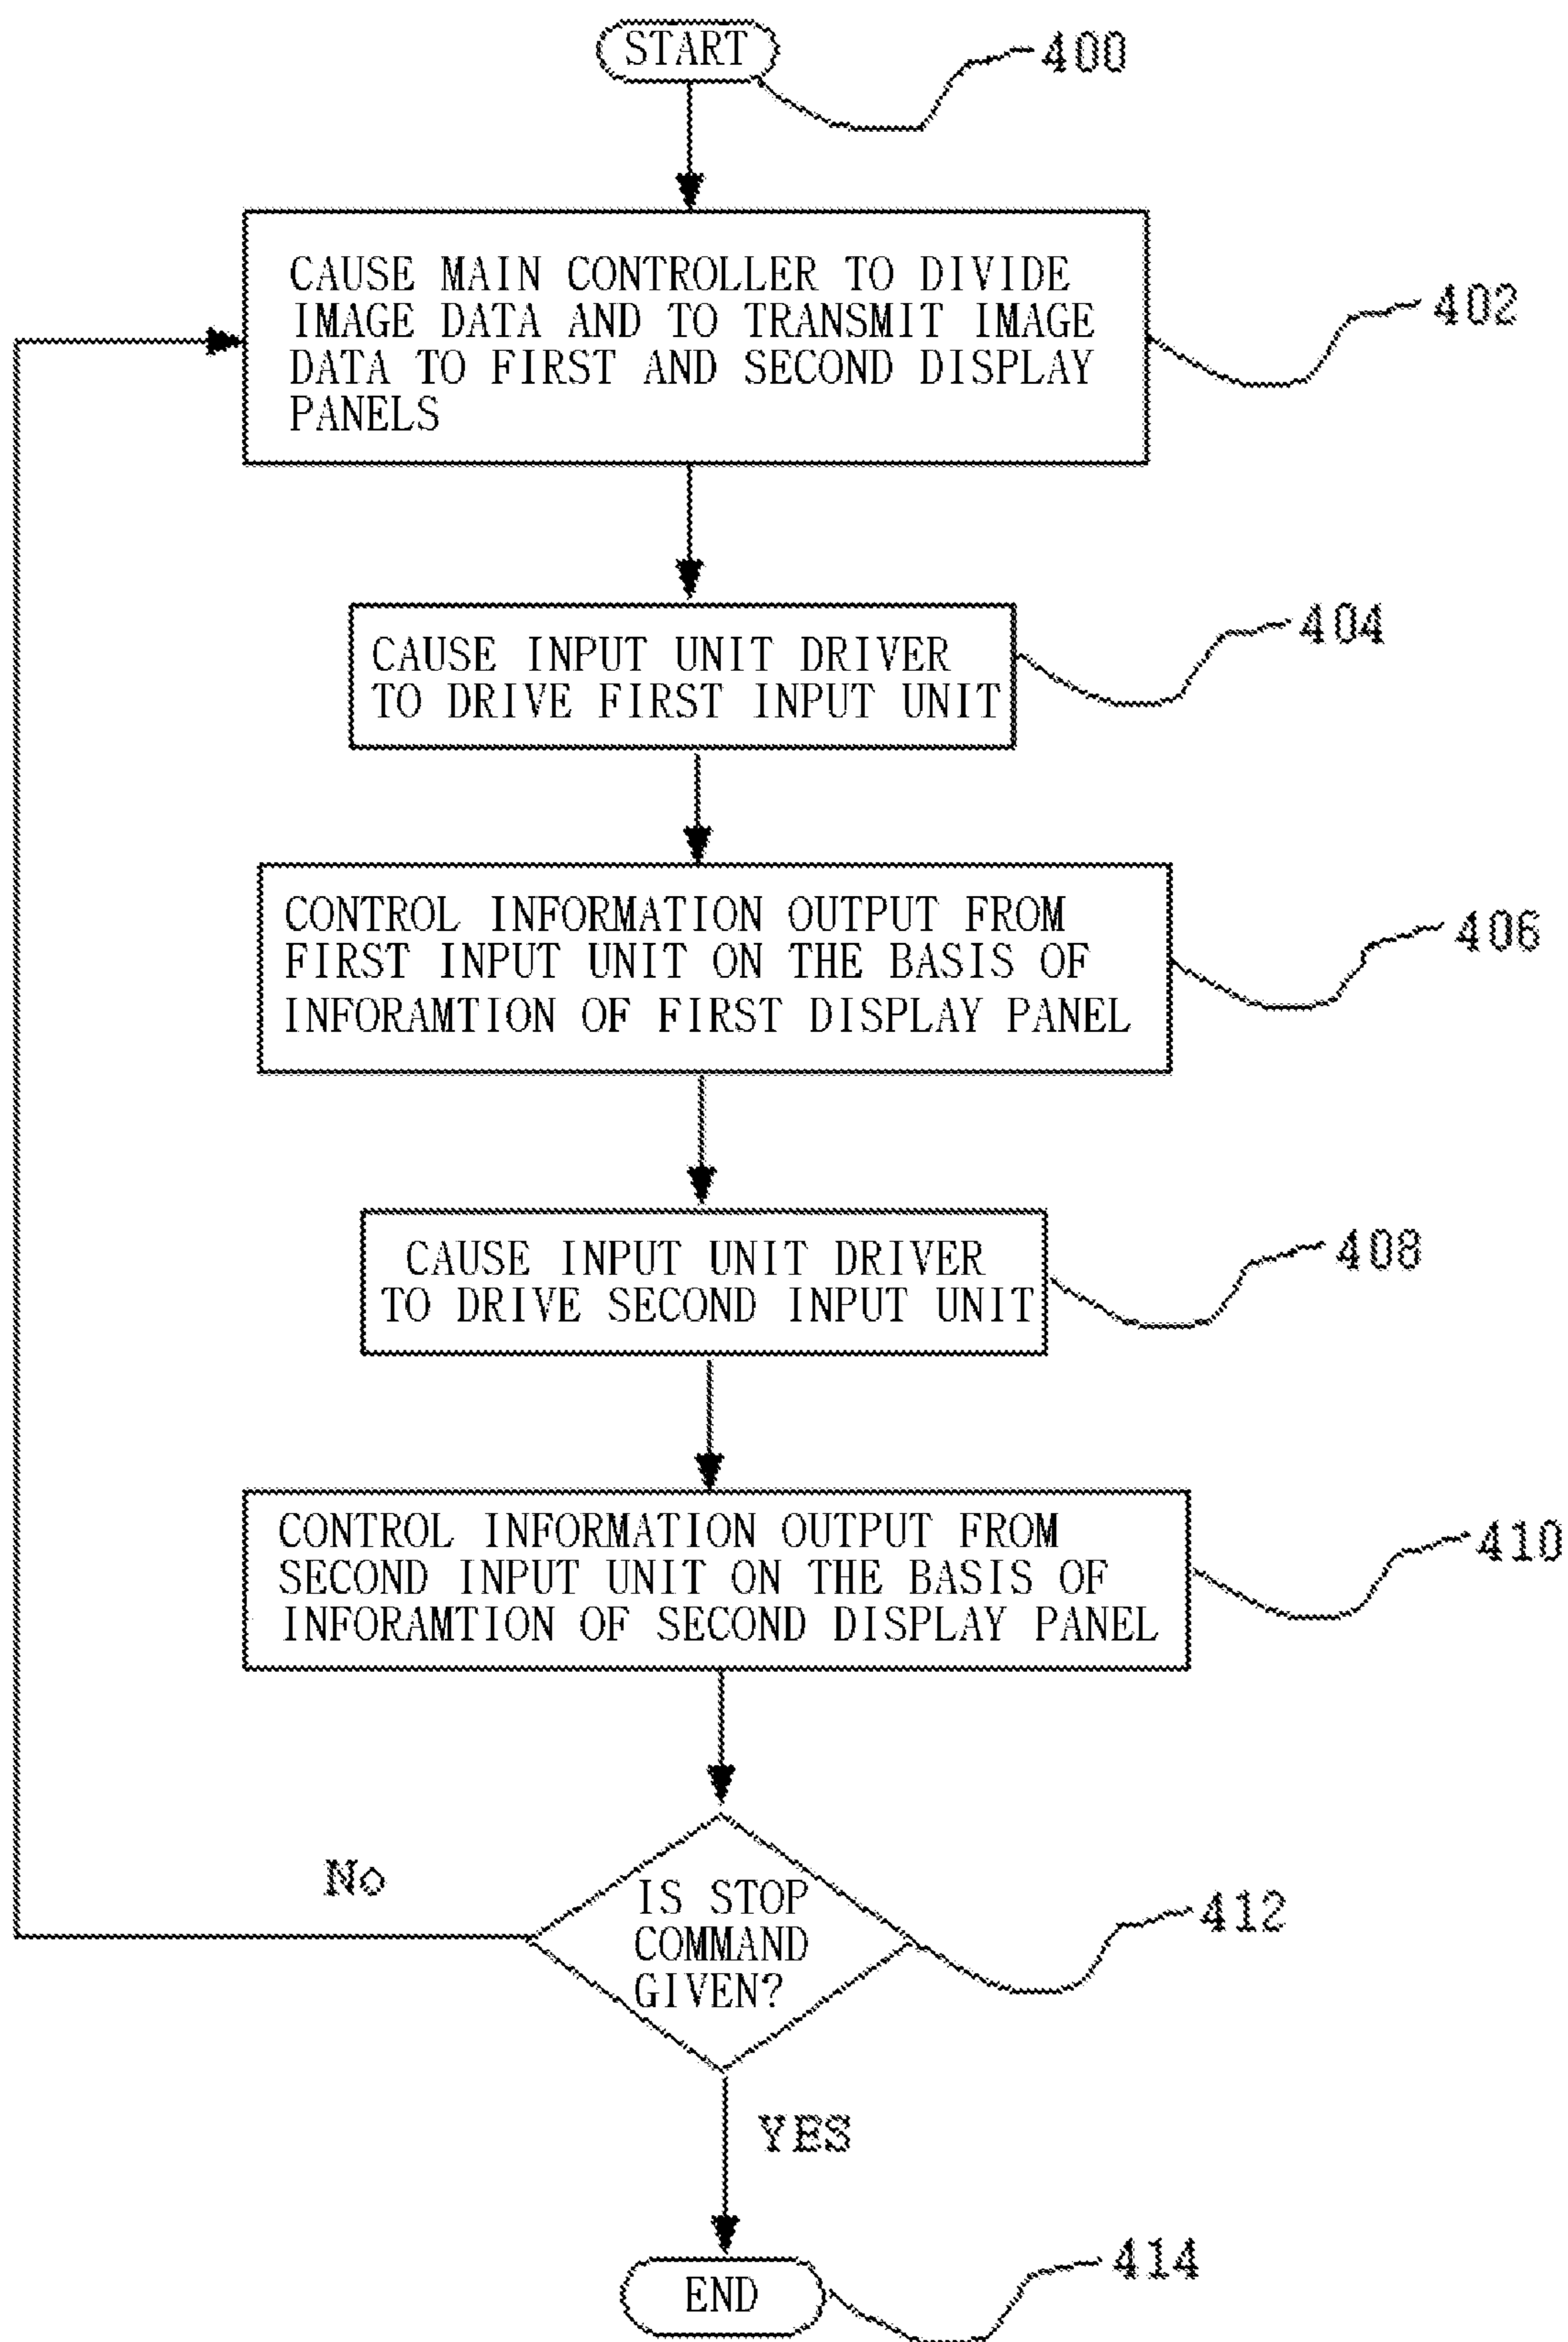 START
400
CAUSE MAIN CONTROLLER TO DIVIDE
IMAGE DATA AND TO TRANSMIT IMAGE
DATA TO FIRST AND SECOND DISPLAY
PANELS
402
CAUSE INPUT UNIT DRIVER
TO DRIVE FIRST INPUT UNIT
404
CONTROL INFORMATION OUTPUT FROM
FIRST INPUT UNIT ON THE BASIS OF
INFORAMTION OF FIRST DISPLAY PANEL
406
CAUSE INPUT UNIT DRIVER
TO DRIVE SECOND INPUT UNIT
408
CONTROL INFORMATION OUTPUT FROM
SECOND INPUT UNIT ON THE BASIS OF
INFORAMTION OF SECOND DISPLAY PANEL
410
No
IS STOP
COMMAND
GIVEN?
412
YES
END
414